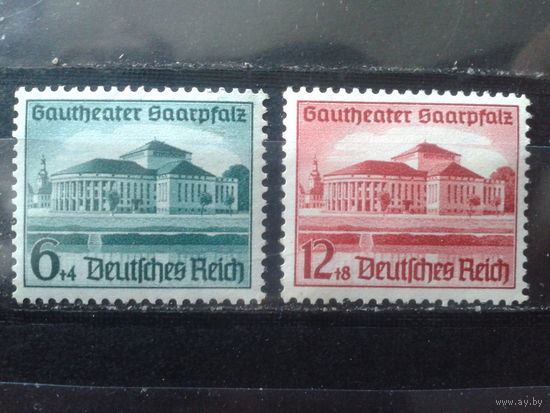 Gautheater Saarpfalz
6+4 Deutsches Reich
Gautheater Saarpfalz
12+8 Deutsches Reich
www.ay.by